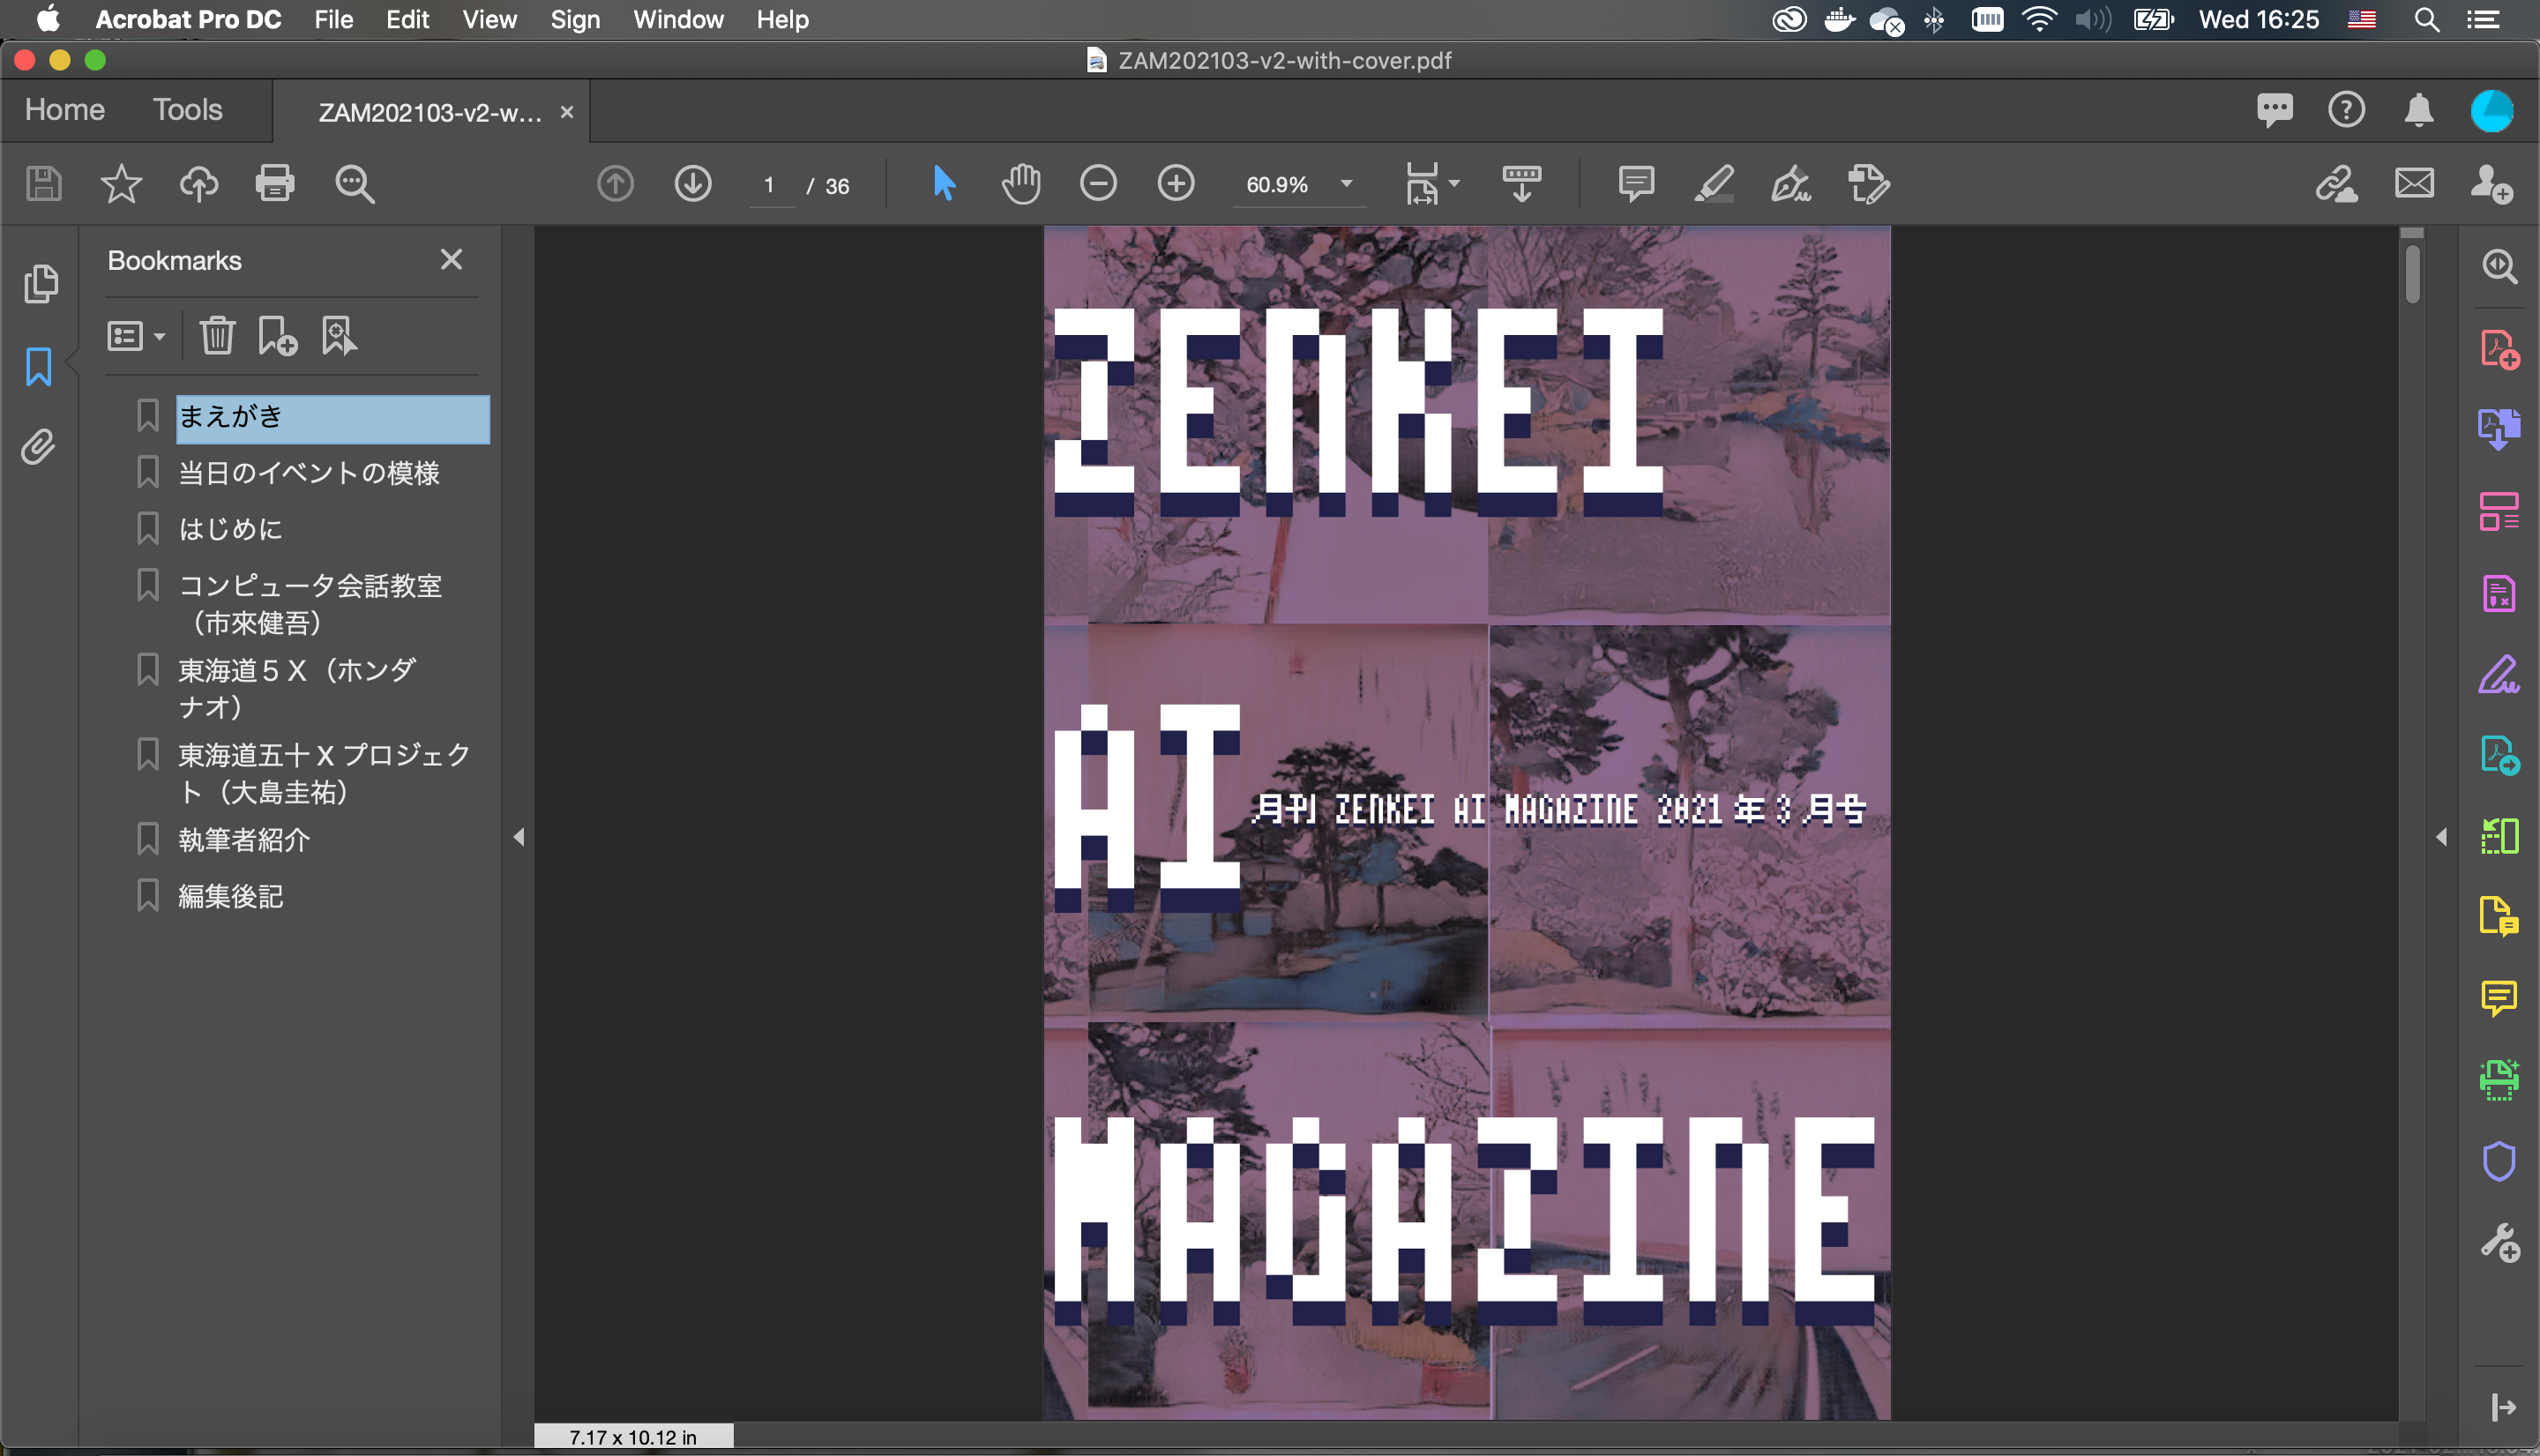 Acrobat Pro DC File Edit View Sign Window Help Wed 16:25
ZAM202103-v2-with-cover.pdf
Home Tools ZAM202103-v2-w... ×
1 / 36 60.9%
Bookmarks
まえがき
当日のイベントの模様
はじめに
コンピュータ会話教室
（市來健吾）
東海道５Ｘ（ホンダ
ナオ）
東海道五十 X プロジェク
ト（大島圭祐）
執筆者紹介
編集後記
ZENKEI
AI
月刊 ZENKEI AI MAGAZINE 2021 年 3 月号
MAGAZINE
7.17 x 10.12 in